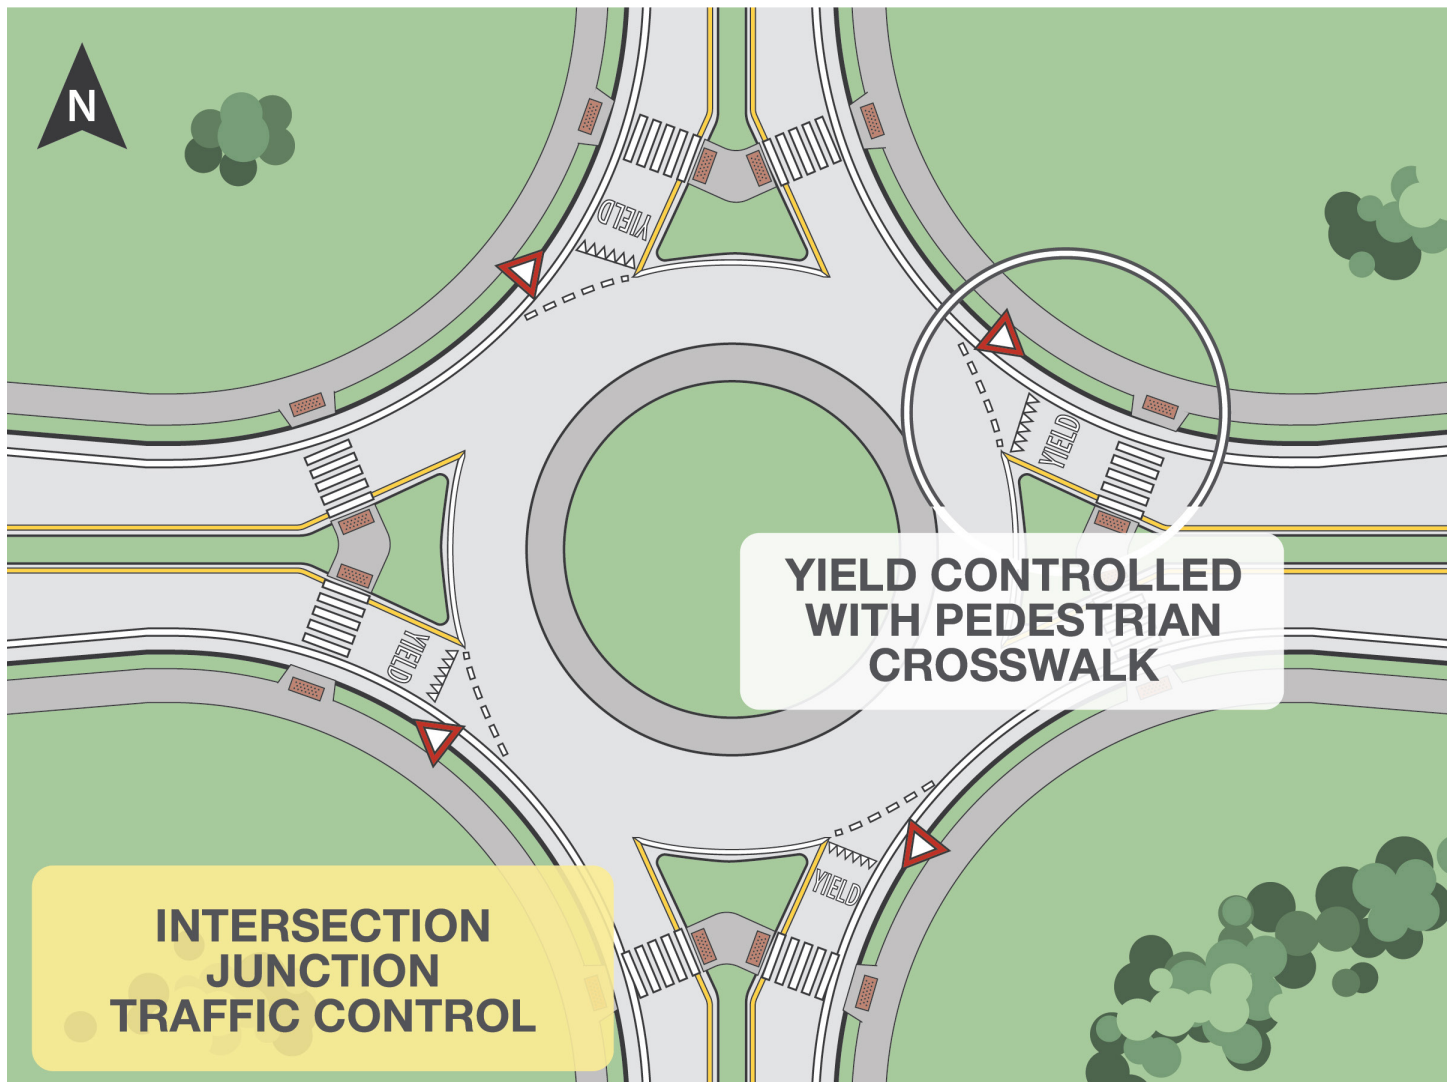 N
YIELD
YIELD
YIELD CONTROLLED
WITH PEDESTRIAN
CROSSWALK
YIELD
YIELD
INTERSECTION
JUNCTION
TRAFFIC CONTROL